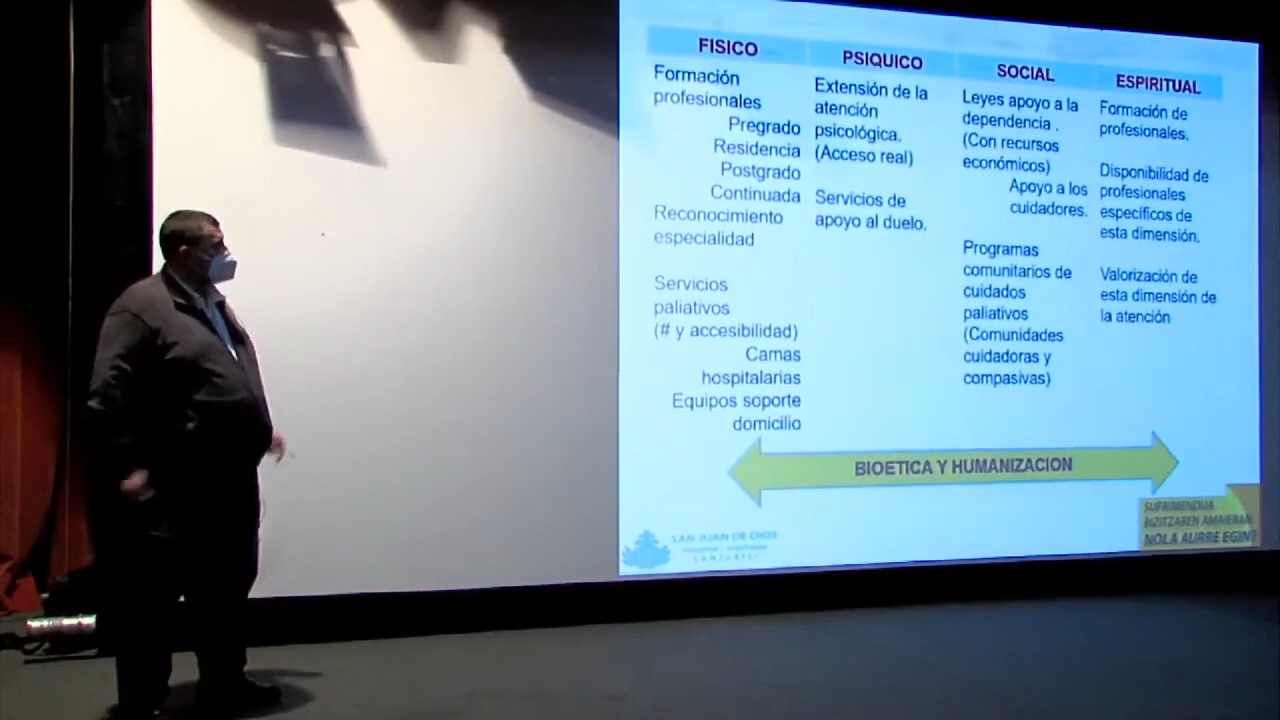 FISICO
Formación
profesionales
Pregrado
Residencia
Postgrado
Continuada
Reconocimiento
especialidad
Servicios
paliativos
(# y accesibilidad)
Camas
hospitalarias
Equipos soporte
domicilio
PSIQUICO
Extensión de la
atención
psicológica.
(Acceso real)
Servicios de
apoyo al duelo.
SOCIAL
Leyes apoyo a la
dependencia .
(Con recursos
económicos)
Apoyo a los
cuidadores.
Programas
comunitarios de
cuidados
paliativos
(Comunidades
cuidadoras y
compasivas)
ESPIRITUAL
Formación de
profesionales.
Disponibilidad de
profesionales
específicos de
esta dimensión.
Valorización de
esta dimensión de
la atención
BIOETICA Y HUMANIZACION
SAN JUAN DE DIOS
SUFRIMENDUA
BIZITZAREN AMAIERAN
NOLA AURRE EGIN?